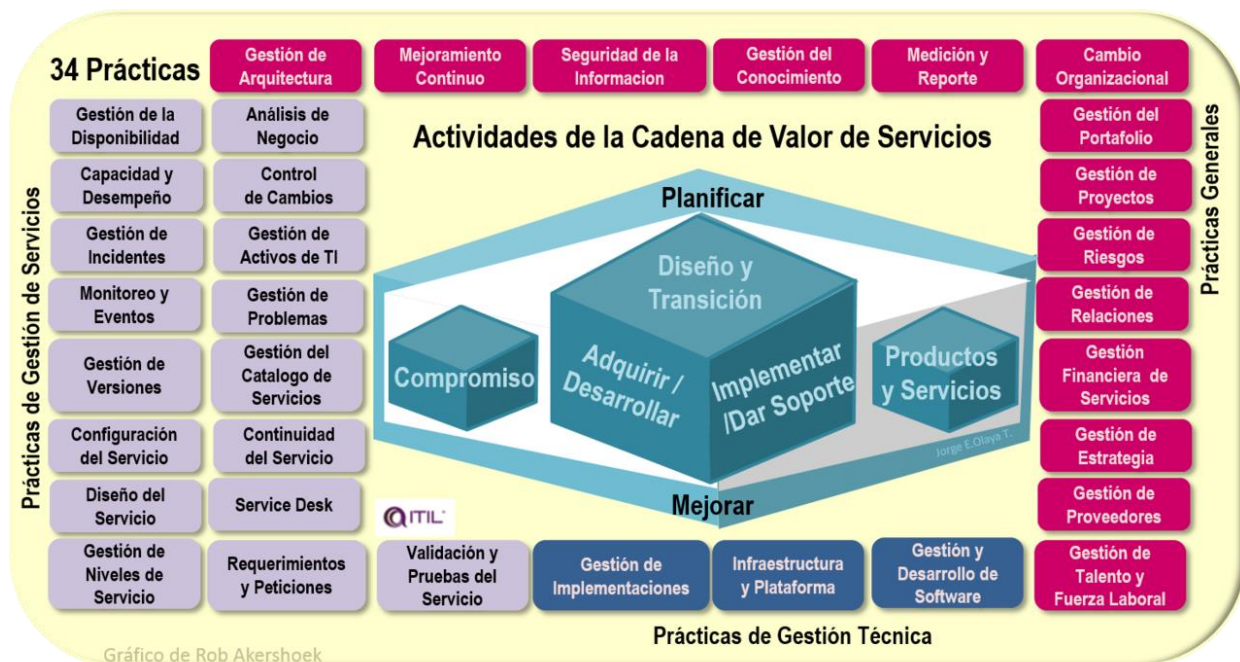 34 Prácticas
Gestión de
Arquitectura
Mejoramiento
Continuo
Seguridad de la
Informacion
Gestión del
Conocimiento
Medición y
Reporte
Cambio
Organizacional
Gestión de la
Disponibilidad
Análisis de
Negocio
Actividades de la Cadena de Valor de Servicios
Gestión del
Portafolio
Prácticas Generales
Capacidad y
Desempeño
Control
de Cambios
Planificar
Gestión de
Proyectos
Prácticas de Gestión de Servicios
Gestión de
Incidentes
Gestión de
Activos de TI
Diseño y
Transición
Gestión de
Riesgos
Monitoreo y
Eventos
Gestión de
Problemas
Gestión de
Relaciones
Gestión de
Versiones
Gestión del
Catalogo de
Servicios
Compromiso
Adquirir /
Desarrollar
Implementar
/Dar Soporte
Productos
y Servicios
Gestión
Financiera de
Servicios
Configuración
del Servicio
Continuidad
del Servicio
Jorge E.Olaya T.
Gestión de
Estrategia
Diseño del
Servicio
Service Desk
ITIL
Mejorar
Gestión de
Proveedores
Gestión de
Niveles de
Servicio
Requerimientos
y Peticiones
Validación y
Pruebas del
Servicio
Gestión de
Implementaciones
Infraestructura
y Plataforma
Gestión y
Desarrollo de
Software
Gestión de
Talento y
Fuerza Laboral
Prácticas de Gestión Técnica
Gráfico de Rob Akershoek